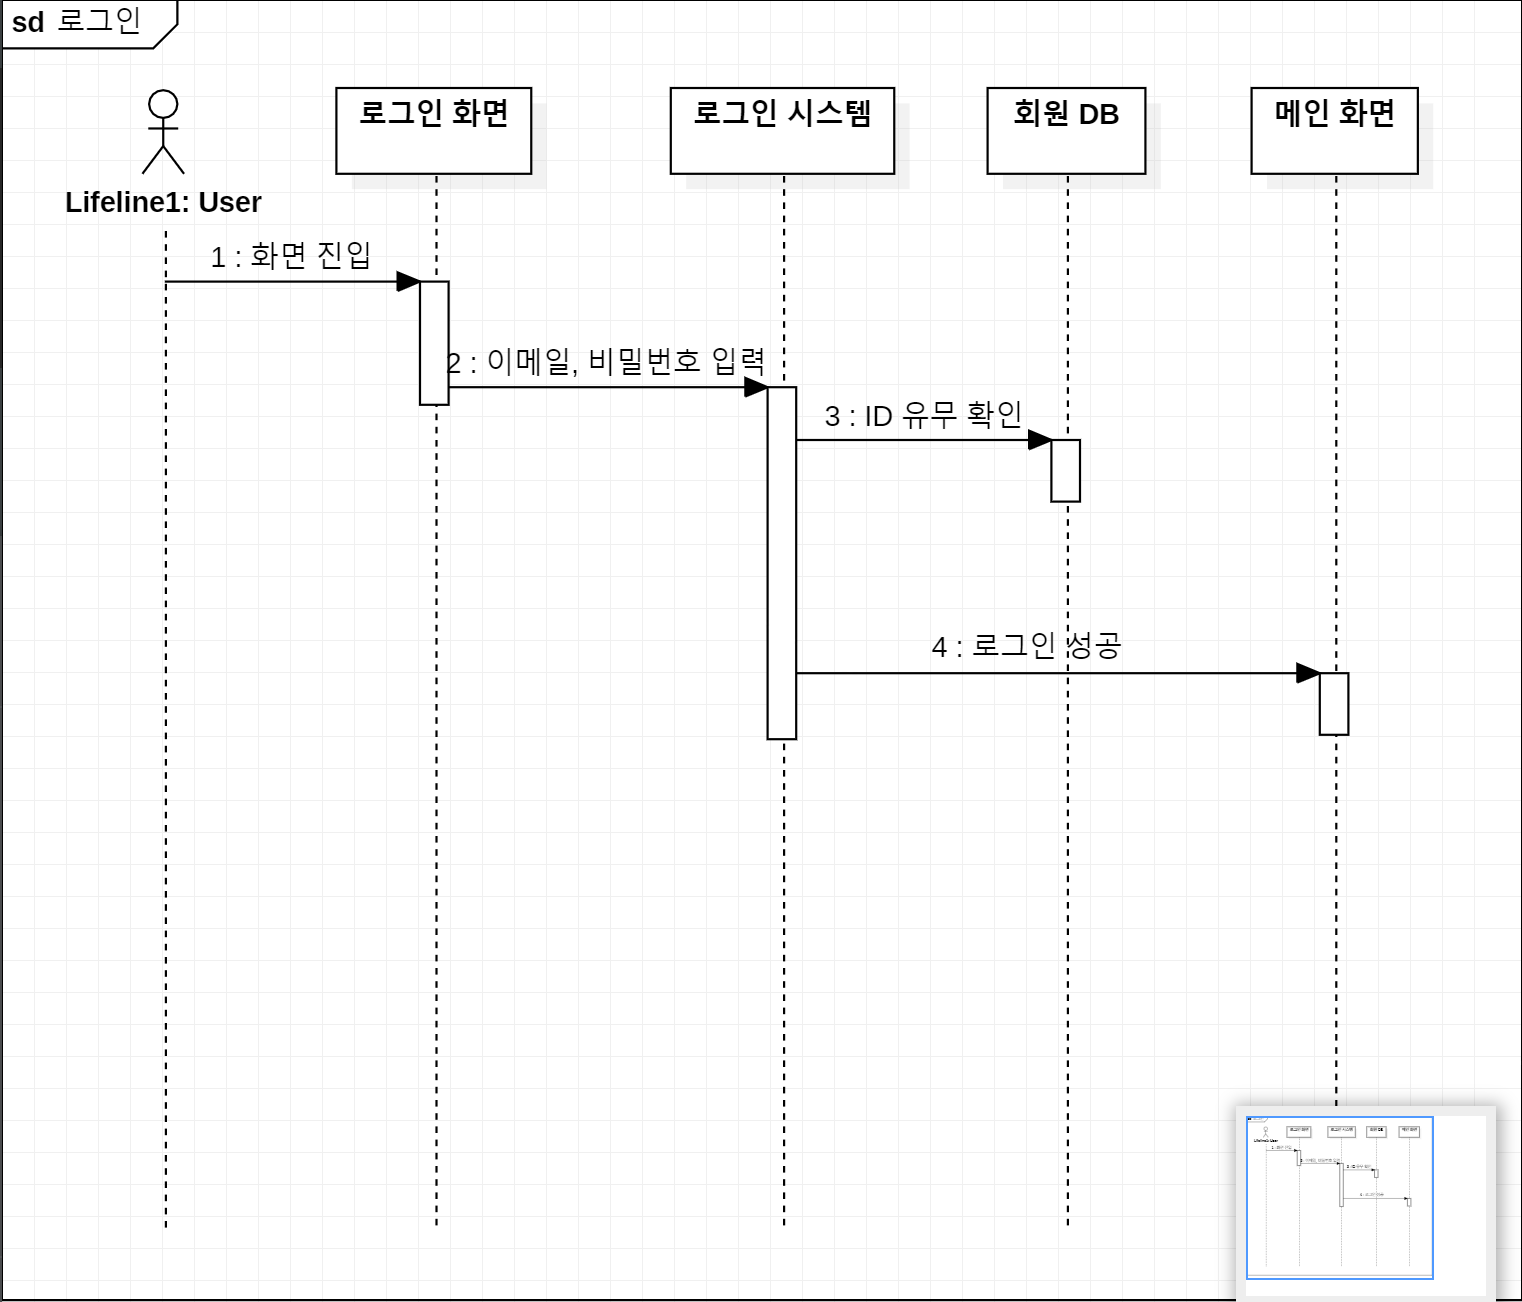 sd 로그인
로그인 화면
로그인 시스템
회원 DB
메인 화면
Lifeline1: User
1 : 화면 진입
2 : 이메일, 비밀번호 입력
3 : ID 유무 확인
4 : 로그인 성공